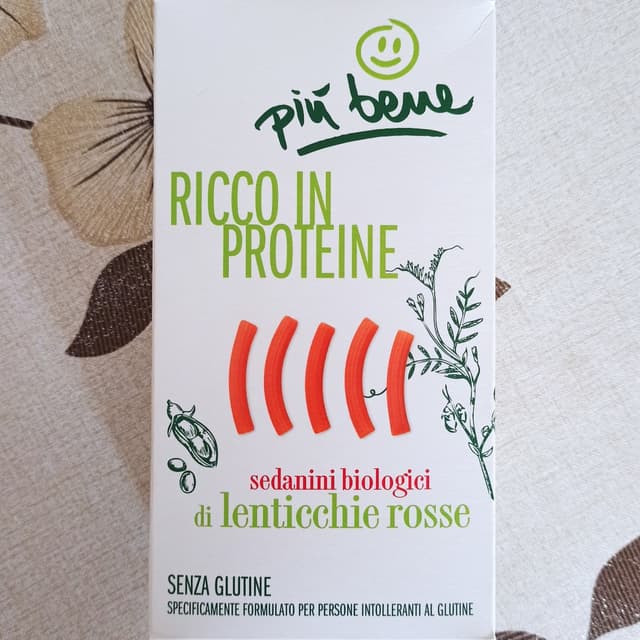 più bene
RICCO IN
PROTEINE
sedanini biologici
di lenticchie rosse
SENZA GLUTINE
SPECIFICAMENTE FORMULATO PER PERSONE INTOLLERANTI AL GLUTINE